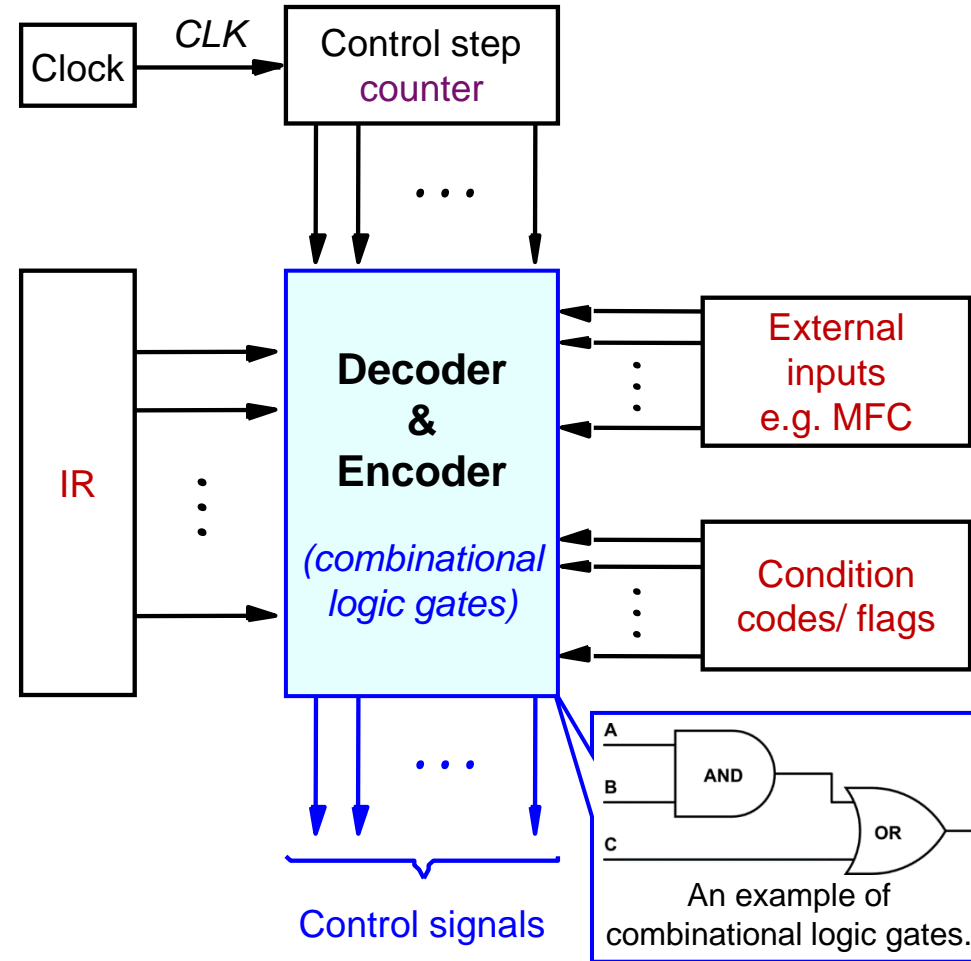 CLK
Clock
Control step
counter
. . .
IR
Decoder
&
Encoder
(combinational
logic gates)
External
inputs
e.g. MFC
Condition
codes/ flags
. . .
Control signals
A
B
C
AND
OR
An example of
combinational logic gates.